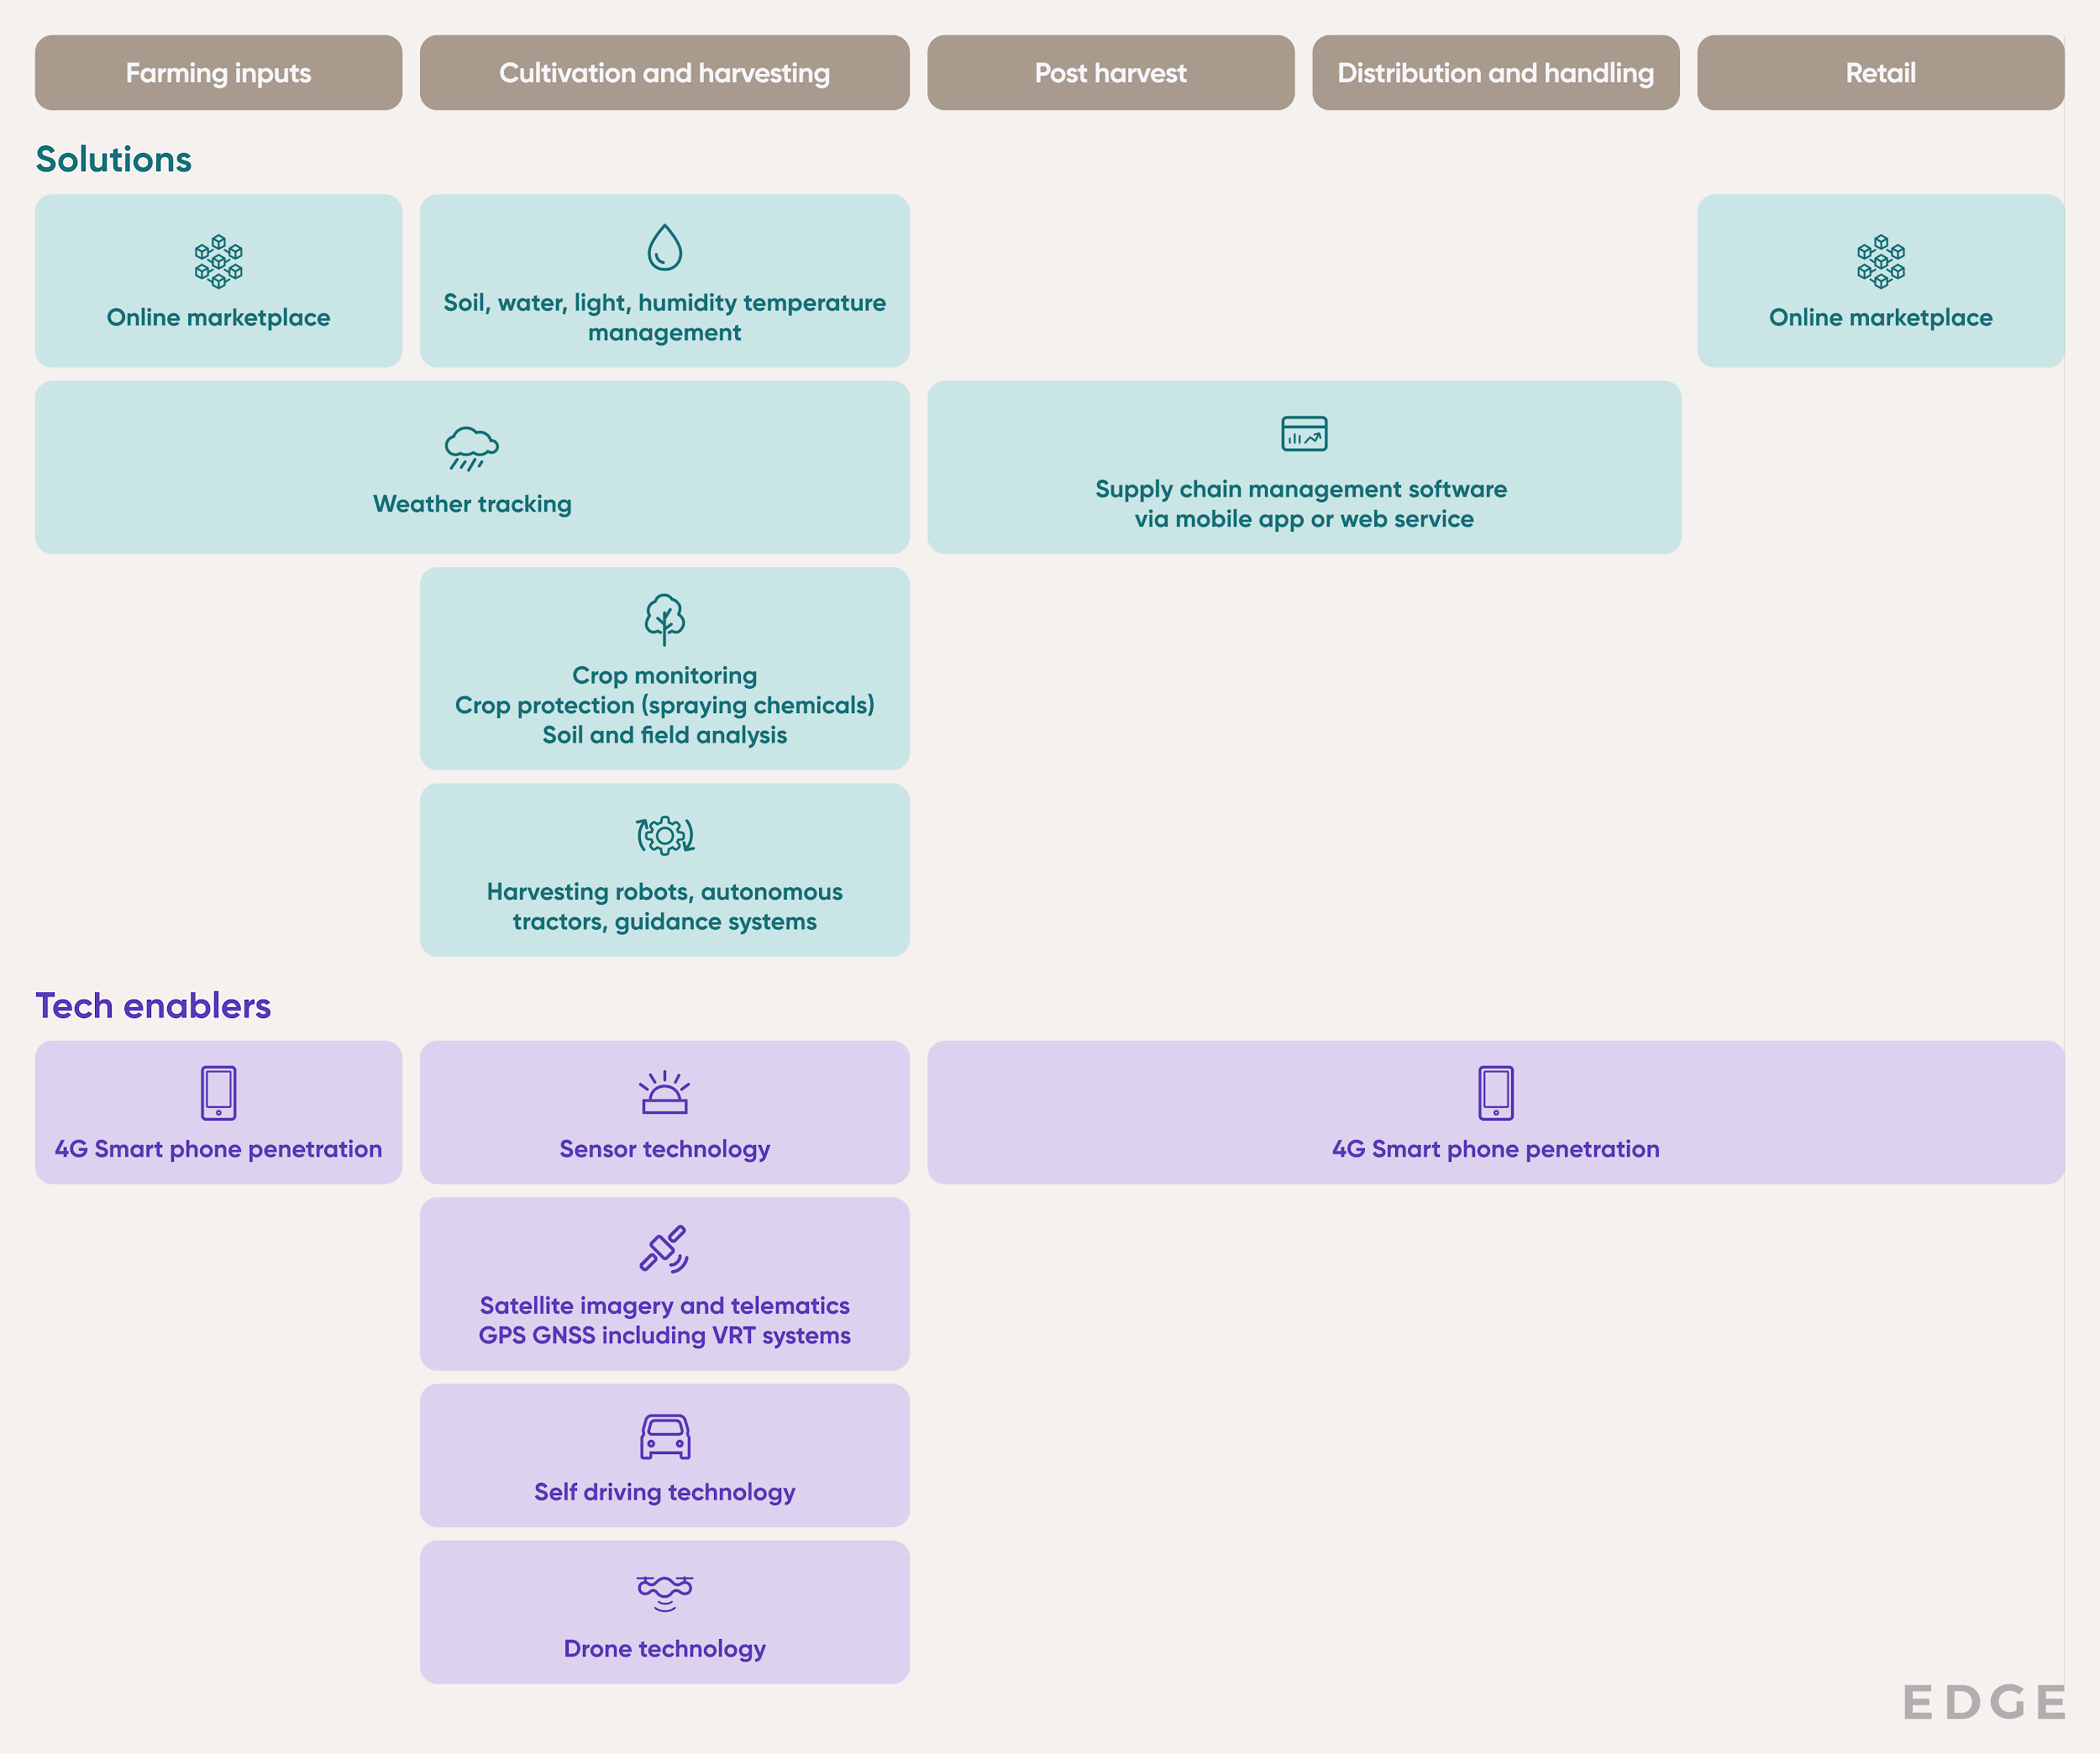 Farming inputs
Cultivation and harvesting
Post harvest
Distribution and handling
Retail
Solutions
Online marketplace
Soil, water, light, humidity temperature
management
Online marketplace
Weather tracking
Supply chain management software
via mobile app or web service
Crop monitoring
Crop protection (spraying chemicals)
Soil and field analysis
Harvesting robots, autonomous
tractors, guidance systems
Tech enablers
4G Smart phone penetration
Sensor technology
4G Smart phone penetration
Satellite imagery and telematics
GPS GNSS including VRT systems
Self driving technology
Drone technology
EDGE